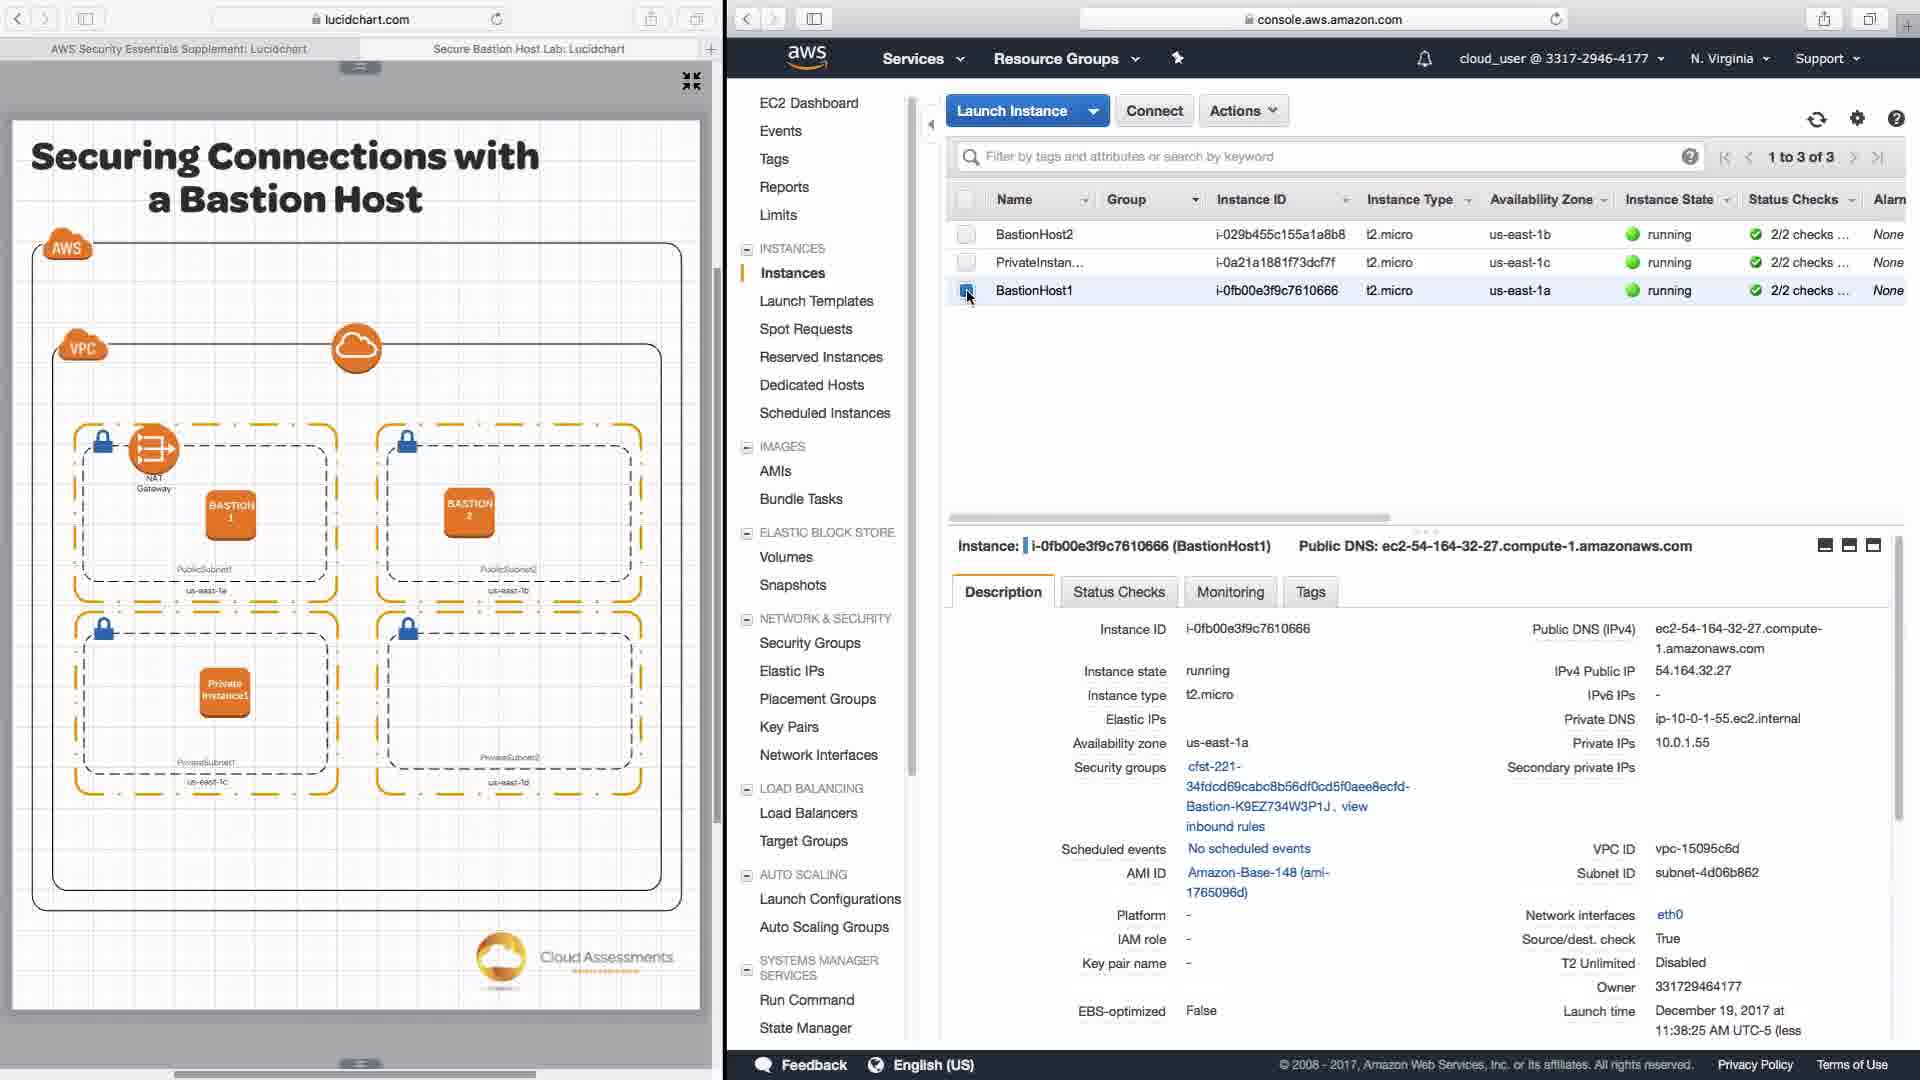 lucidchart.com
AWS Security Essentials Supplement: Lucidchart
Secure Bastion Host Lab: Lucidchart
Securing Connections with
a Bastion Host
AWS
VPC
NAT
Gateway
BASTION
1
PublicSubnet1
us-east-1a
BASTION
2
PublicSubnet2
us-east-1b
Private
Instance1
PrivateSubnet1
us-east-1c
PrivateSubnet2
us-east-1d
Cloud Assessments
console.aws.amazon.com
aws
Services
Resource Groups
cloud_user @ 3317-2946-4177
N. Virginia
Support
EC2 Dashboard
Events
Tags
Reports
Limits
INSTANCES
Instances
Launch Templates
Spot Requests
Reserved Instances
Dedicated Hosts
Scheduled Instances
IMAGES
AMIs
Bundle Tasks
ELASTIC BLOCK STORE
Volumes
Snapshots
NETWORK & SECURITY
Security Groups
Elastic IPs
Placement Groups
Key Pairs
Network Interfaces
LOAD BALANCING
Load Balancers
Target Groups
AUTO SCALING
Launch Configurations
Auto Scaling Groups
SYSTEMS MANAGER
SERVICES
Run Command
State Manager
Launch Instance
Connect
Actions
Filter by tags and attributes or search by keyword
1 to 3 of 3
Name Group Instance ID Instance Type Availability Zone Instance State Status Checks Alarm
BastionHost2 i-029b455c155a1a8b8 t2.micro us-east-1b running 2/2 checks ... None
PrivateInstan... i-0a21a1881f73dcf7f t2.micro us-east-1c running 2/2 checks ... None
BastionHost1 i-0fb00e3f9c7610666 t2.micro us-east-1a running 2/2 checks ... None
Instance: i-0fb00e3f9c7610666 (BastionHost1) Public DNS: ec2-54-164-32-27.compute-1.amazonaws.com
Description
Status Checks
Monitoring
Tags
Instance ID i-0fb00e3f9c7610666
Instance state running
Instance type t2.micro
Elastic IPs
Availability zone us-east-1a
Security groups cfst-221-
34fdcd69cabc8b56df0cd5f0aee8ecfd-
Bastion-K9EZ734W3P1J, view
inbound rules
Scheduled events No scheduled events
AMI ID Amazon-Base-148 (ami-
1765096d)
Platform -
IAM role -
Key pair name -
EBS-optimized False
Public DNS (IPv4) ec2-54-164-32-27.compute-
1.amazonaws.com
IPv4 Public IP 54.164.32.27
IPv6 IPs -
Private DNS ip-10-0-1-55.ec2.internal
Private IPs 10.0.1.55
Secondary private IPs
VPC ID vpc-15095c6d
Subnet ID subnet-4d06b862
Network interfaces eth0
Source/dest. check True
T2 Unlimited Disabled
Owner 331729464177
Launch time December 19, 2017 at
11:38:25 AM UTC-5 (less
Feedback
English (US)
© 2008 - 2017, Amazon Web Services, Inc. or its affiliates. All rights reserved.
Privacy Policy
Terms of Use